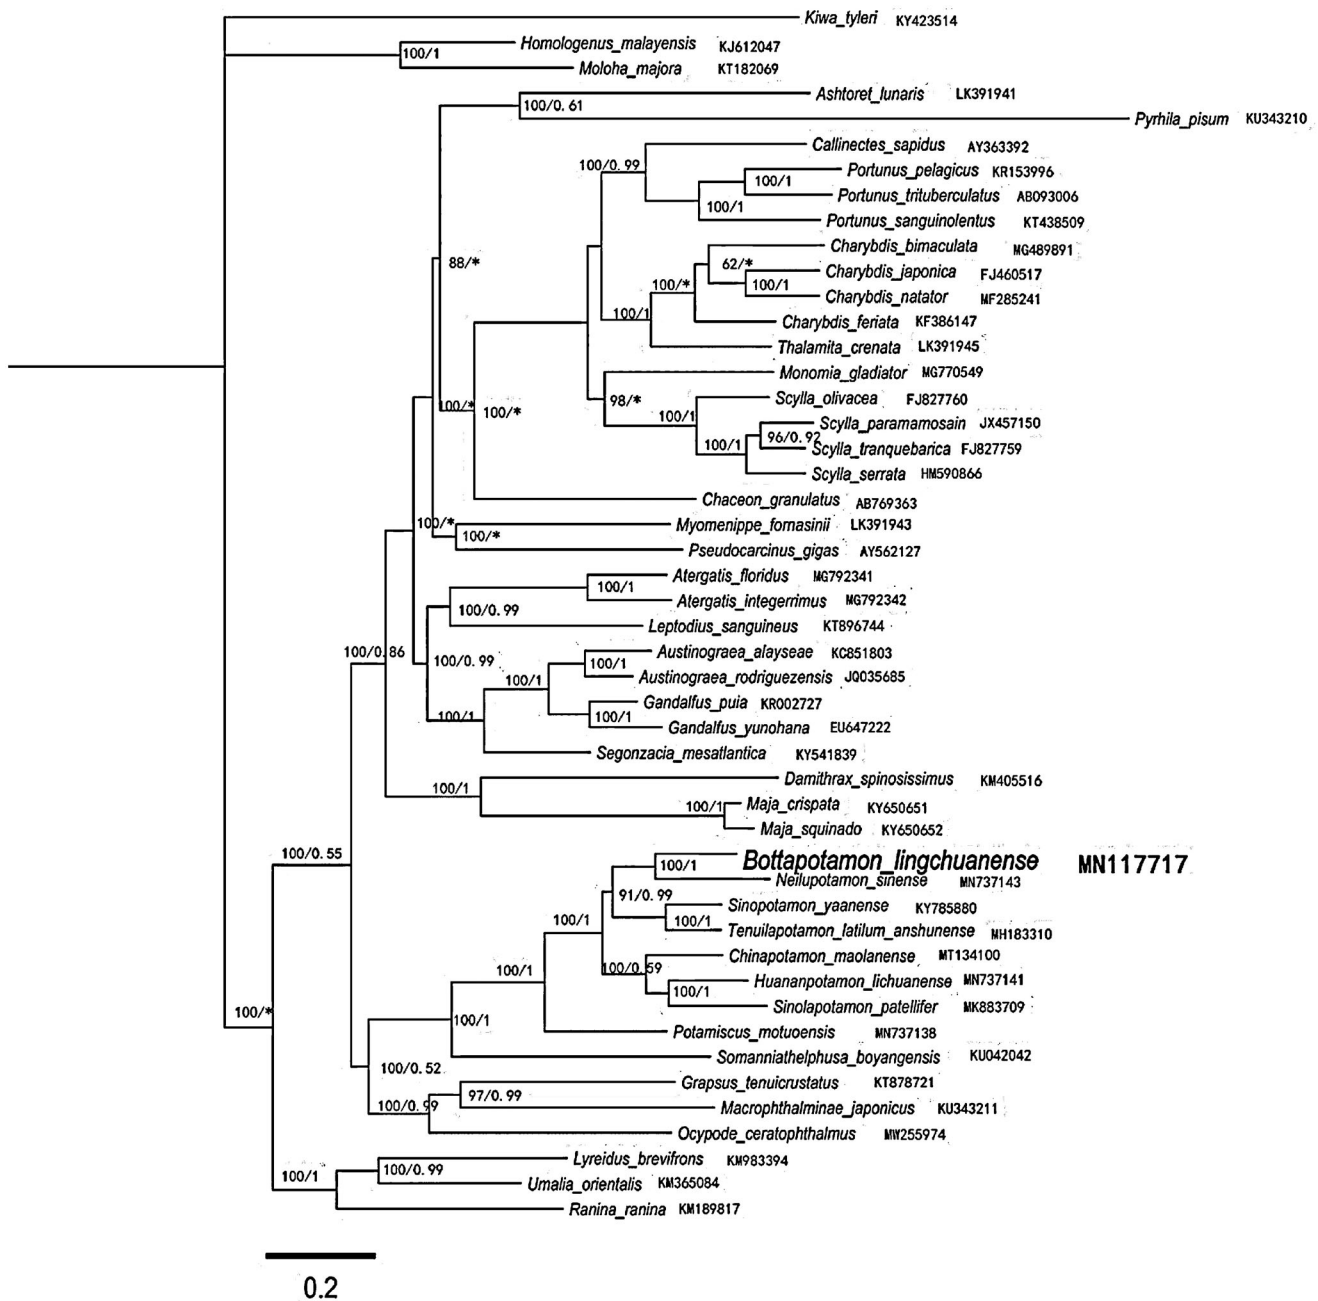 Kiwa_tyleri KY423514
Homologenus_malayensis KJ612047
100/1
Moloha_majora KT182069
Ashtoret_lunaris LK391941
100/0.61
Pyrhila_pisum KU343210
Callinectes_sapidus AY363392
100/0.99
Portunus_pelagicus KR153996
100/1
Portunus_trituberculatus AB093006
100/1
Portunus_sanguinolentus KT438509
Charybdis_bimaculata MG489891
88/*
62/*
Charybdis_japonica FJ460517
100/*
100/1
Charybdis_natator MF285241
100/1
Charybdis_feriata KF386147
Thalamita_crenata LK391945
Monomia_gladiator MG770549
98/*
Scylla_olivacea FJ827760
100/*
100/*
100/1
Scylla_paramamosain JX457150
96/0.92
100/1
Scylla_tranquebarica FJ827759
Scylla_serrata HM590866
Chaceon_granulatus AB769363
100/*
Myomenippe_fornasinii LK391943
100/*
Pseudocarcinus_gigas AY562127
Atergatis_floridus MG792341
100/1
Atergatis_integerrimus MG792342
100/0.99
Leptodius_sanguineus KT896744
100/0.86
100/0.99
Austinograea_alayseae KC851803
100/1
100/1
Austinograea_rodriguezensis JQ035685
Gandalfus_puia KR002727
100/1
100/1
Gandalfus_yunohana EU647222
Segonzacia_mesatlantica KY541839
Damithrax_spinosissimus KM405516
100/1
100/1
Maja_crispata KY650651
Maja_squinado KY650652
100/0.55
100/1
Bottapotamon_lingchuanense MN117717
Neilupotamon_sinense MN737143
91/0.99
Sinopotamon_yaanense KY785880
100/1
100/1
Tenuilapotamon_latilum_anshunense MH183310
Chinapotamon_maolanense MT134100
100/1
100/0.59
Huananpotamon_lichuanense MN737141
100/1
Sinolapotamon_patellifer MK883709
100/*
100/1
Potamiscus_motuoensis MN737138
Somanniathelphusa_boyangensis KU042042
100/0.52
Grapsus_tenuicrustatus KT878721
97/0.99
100/0.99
Macrophthalminae_japonicus KU343211
Ocypode_ceratophthalmus MW255974
Lyreidus_brevifrons KM983394
100/1
100/0.99
Umalia_orientalis KM365084
Ranina_ranina KM189817
0.2